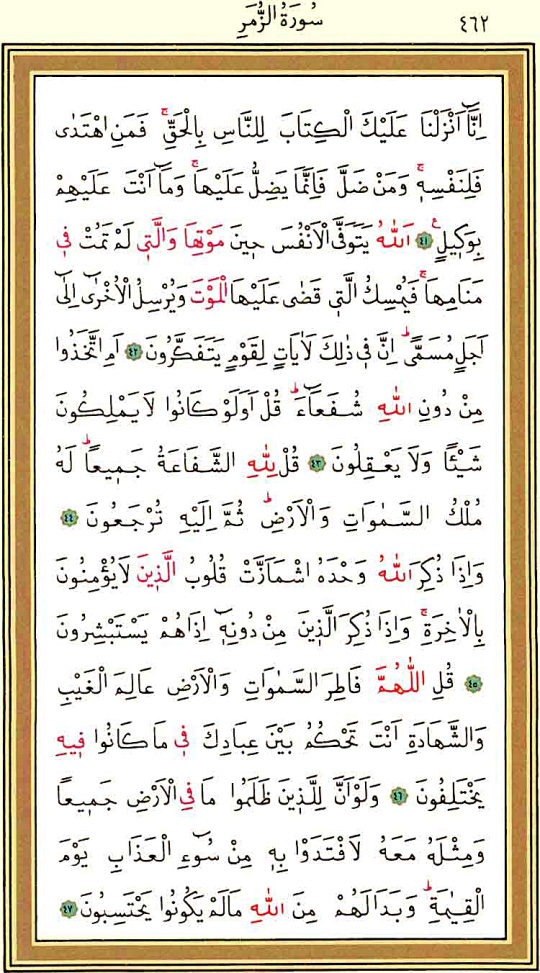 ٤٦٢ سُورَةُ الزُّمَرِ
اِنَّٓا اَنْزَلْنَا عَلَيْكَ الْكِتَابَ لِلنَّاسِ بِالْحَقِّۚ فَمَنِ اهْتَدٰى
فَلِنَفْسِه۪ۚ وَمَنْ ضَلَّ فَاِنَّمَا يَضِلُّ عَلَيْهَاۚ وَمَٓا اَنْتَ عَلَيْهِمْ
بِوَك۪يلٍ۟ ﴿٤١﴾ اَللّٰهُ يَتَوَفَّى الْاَنْفُسَ ح۪ينَ مَوْتِهَا وَالَّت۪ي لَمْ تَمُتْ ف۪ي
مَنَامِهَاۚ فَيُمْسِكُ الَّت۪ي قَضٰى عَلَيْهَا الْمَوْتَ وَيُرْسِلُ الْاُخْرٰٓى اِلٰٓى
اَجَلٍ مُسَمًّىۜ اِنَّ ف۪ي ذٰلِكَ لَاٰيَاتٍ لِقَوْمٍ يَتَفَكَّرُونَ ﴿٤٢﴾ اَمِ اتَّخَذُوا
مِنْ دُونِ اللّٰهِ شُفَعَٓاءَۜ قُلْ اَوَلَوْ كَانُوا لَا يَمْلِكُونَ
شَيْـًٔا وَلَا يَعْقِلُونَ ﴿٤٣﴾ قُلْ لِلّٰهِ الشَّفَاعَةُ جَم۪يعًاۜ لَهُ
مُلْكُ السَّمٰوَاتِ وَالْاَرْضِۜ ثُمَّ اِلَيْهِ تُرْجَعُونَ ﴿٤٤﴾
وَاِذَا ذُكِرَ اللّٰهُ وَحْدَهُ اشْمَاَزَّتْ قُلُوبُ الَّذ۪ينَ لَا يُؤْمِنُونَ
بِالْاٰخِرَةِۚ وَاِذَا ذُكِرَ الَّذ۪ينَ مِنْ دُونِه۪ٓ اِذَا هُمْ يَسْتَبْشِرُونَ
﴿٤٥﴾ قُلِ اللّٰهُمَّ فَاطِرَ السَّمٰوَاتِ وَالْاَرْضِ عَالِمَ الْغَيْبِ
وَالشَّهَادَةِ اَنْتَ تَحْكُمُ بَيْنَ عِبَادِكَ ف۪ي مَا كَانُوا ف۪يهِ
يَخْتَلِفُونَ ﴿٤٦﴾ وَلَوْ اَنَّ لِلَّذ۪ينَ ظَلَمُوا مَا فِي الْاَرْضِ جَم۪يعًا
وَمِثْلَهُ مَعَهُ لَافْتَدَوْا بِه۪ مِنْ سُٓوءِ الْعَذَابِ يَوْمَ
الْقِيٰمَةِۜ وَبَدَا لَهُمْ مِنَ اللّٰهِ مَا لَمْ يَكُونُوا يَحْتَسِبُونَ ﴿٤٧﴾